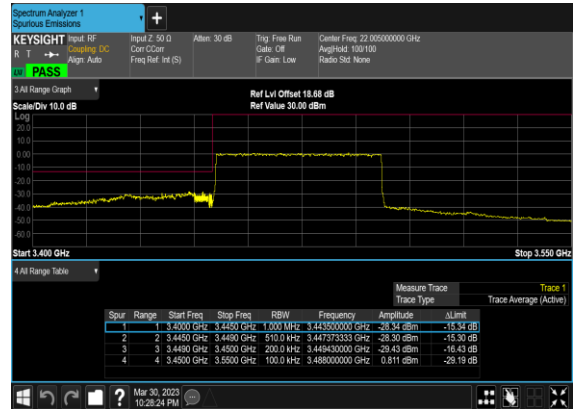 Spectrum Analyzer 1
Spurious Emissions
+
KEYSIGHT Input: RF Input Z: 50 Ω Atten: 30 dB Trig: Free Run Center Freq: 22.005000000 GHz
R T Coupling: DC Corr CCorr Gate: Off Avg|Hold: 100/100
Align: Auto Freq Ref: Int (S) IF Gain: Low Radio Std: None
PASS
3 All Range Graph Ref Lvl Offset 18.68 dB
Scale/Div 10.0 dB Ref Value 30.00 dBm
Log
20.0
10.0
0.00
-10.0
-20.0
-30.0
-40.0
-50.0
-60.0
Start 3.400 GHz Stop 3.550 GHz
4 All Range Table
Measure Trace Trace 1
Trace Type Trace Average (Active)
Spur Range Start Freq Stop Freq RBW Frequency Amplitude ΔLimit
1 1 3.4000 GHz 3.4450 GHz 1.000 MHz 3.443500000 GHz -28.34 dBm -15.34 dB
2 2 3.4450 GHz 3.4490 GHz 510.0 kHz 3.447373333 GHz -28.30 dBm -15.30 dB
3 3 3.4490 GHz 3.4500 GHz 200.0 kHz 3.449430000 GHz -29.43 dBm -16.43 dB
4 4 3.4500 GHz 3.5500 GHz 100.0 kHz 3.488000000 GHz 0.811 dBm -29.19 dB
? Mar 30, 2023
10:28:24 PM